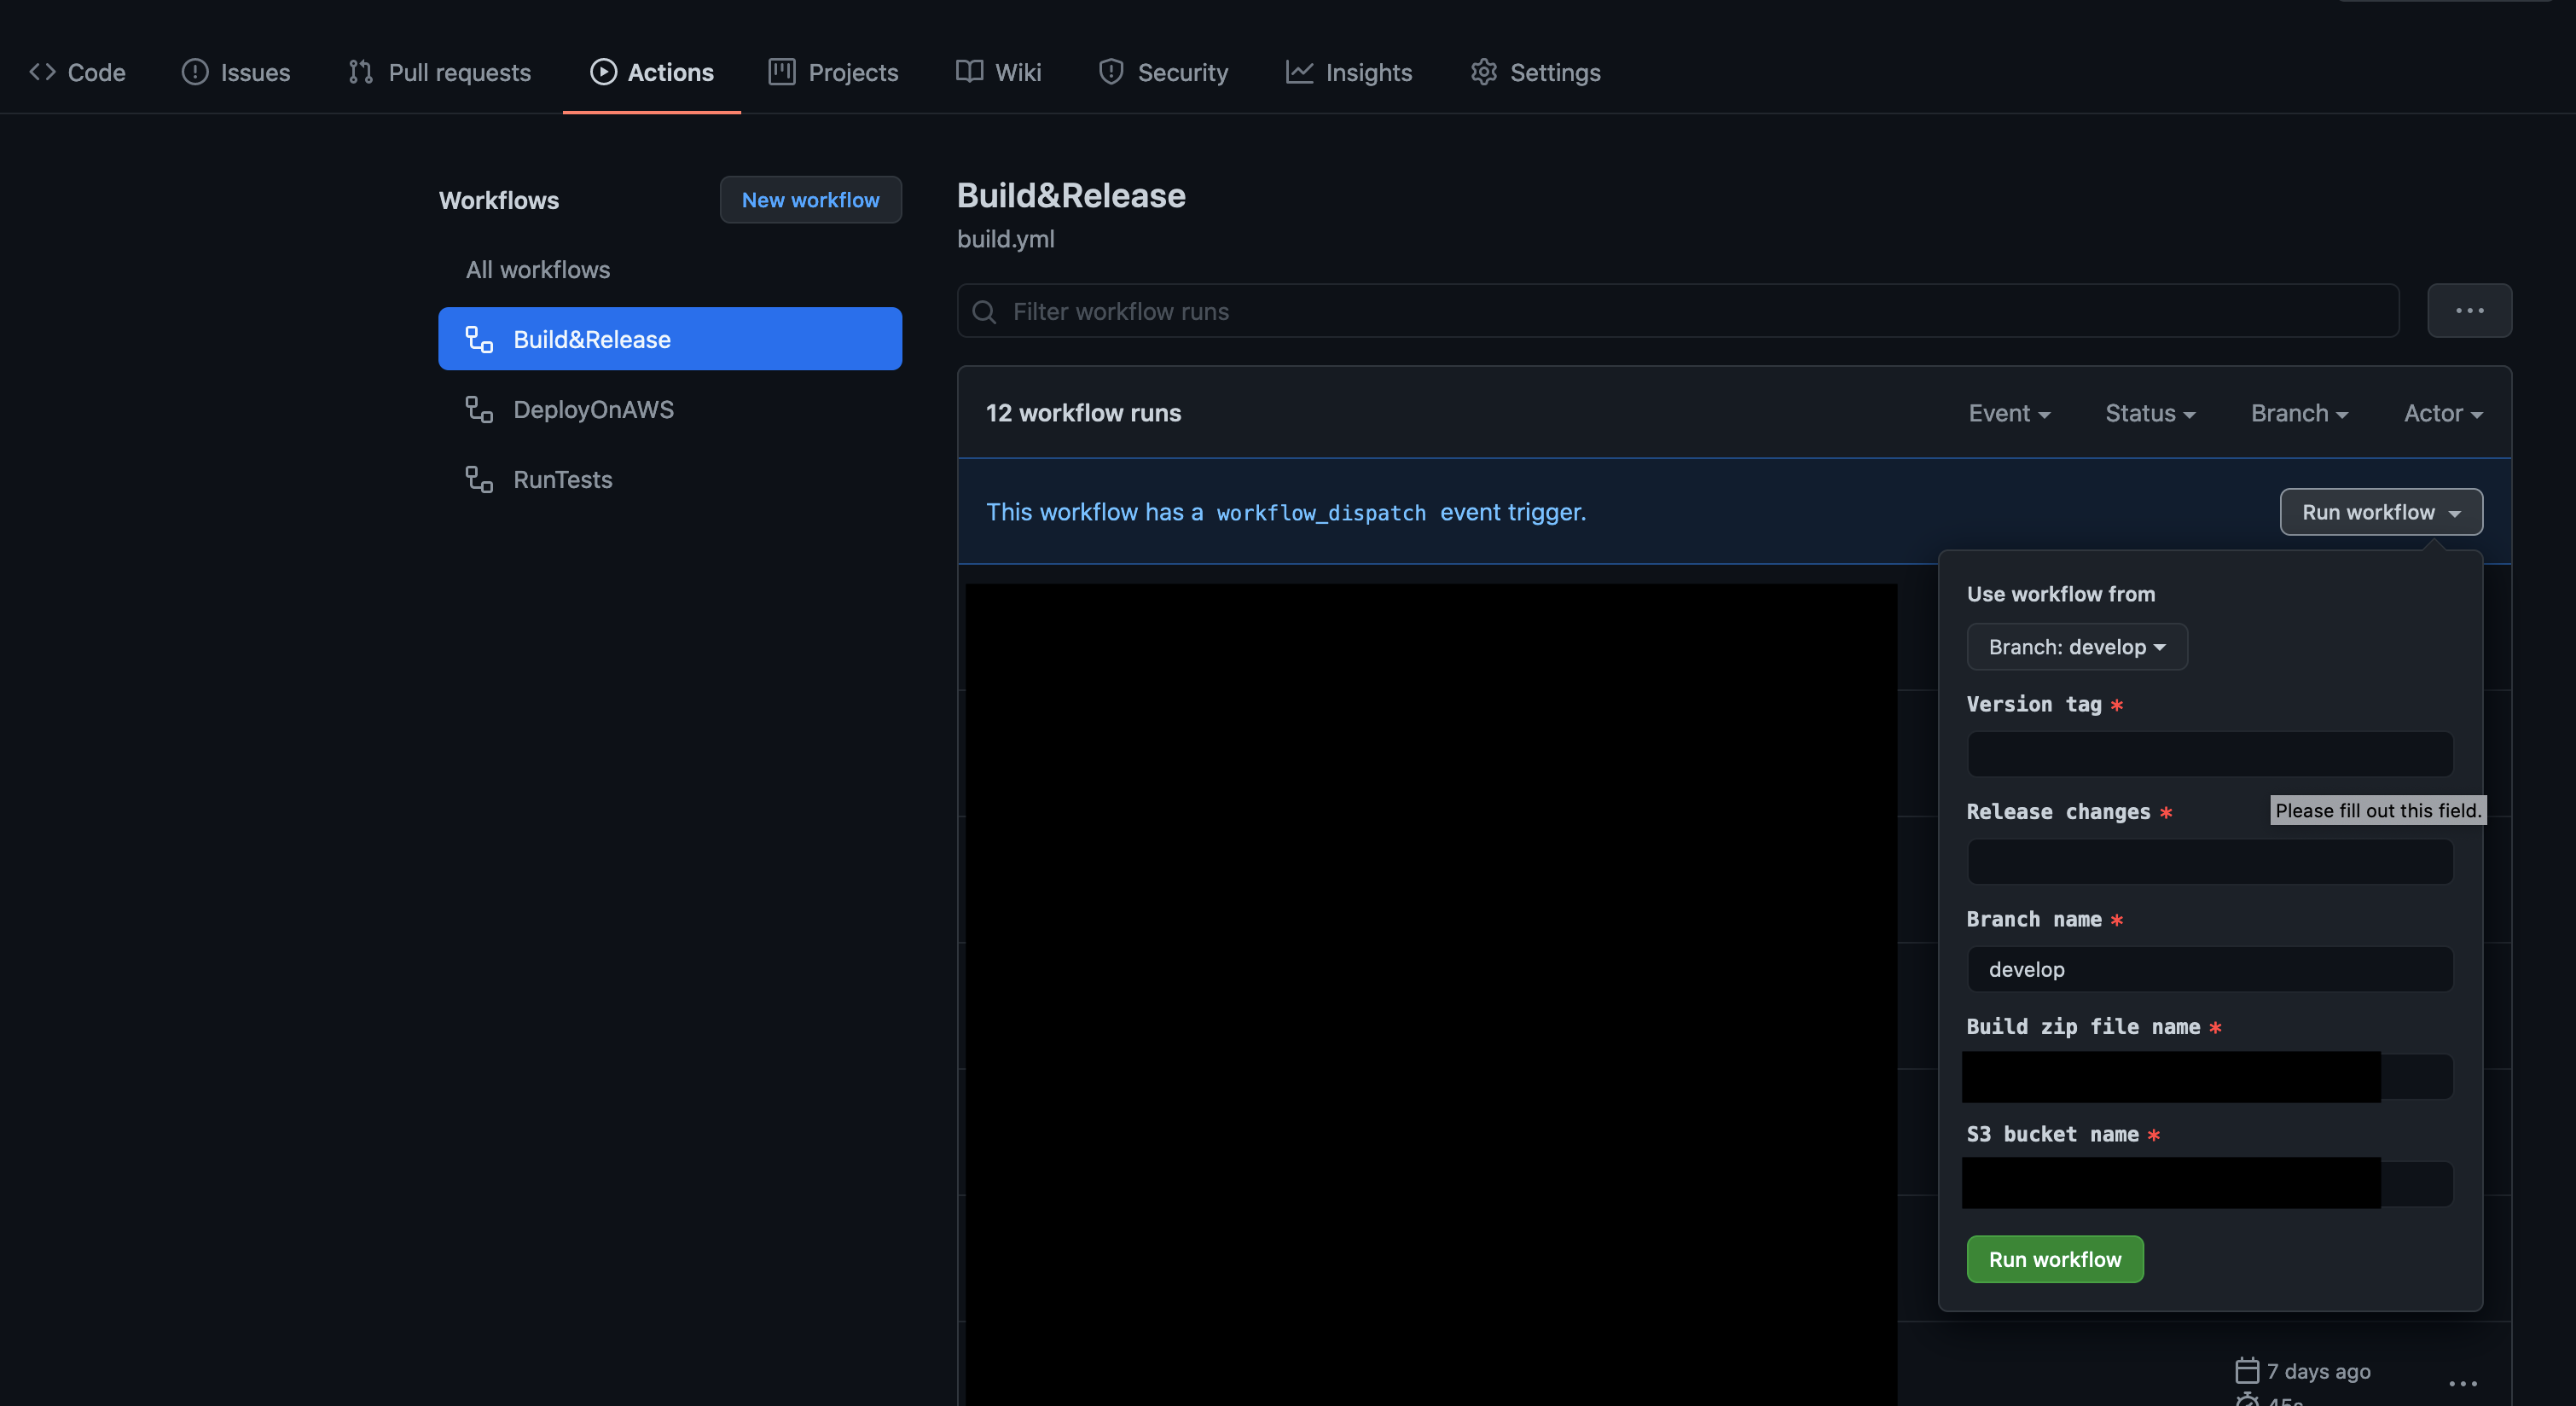 Code Issues Pull requests Actions Projects Wiki Security Insights Settings
Workflows
New workflow
All workflows
Build&Release
DeployOnAWS
RunTests
Build&Release
build.yml
Filter workflow runs
12 workflow runs
Event Status Branch Actor
This workflow has a workflow_dispatch event trigger.
Run workflow
Use workflow from
Branch: develop
Version tag *
Please fill out this field.
Release changes *
Branch name *
develop
Build zip file name *
S3 bucket name *
Run workflow
7 days ago